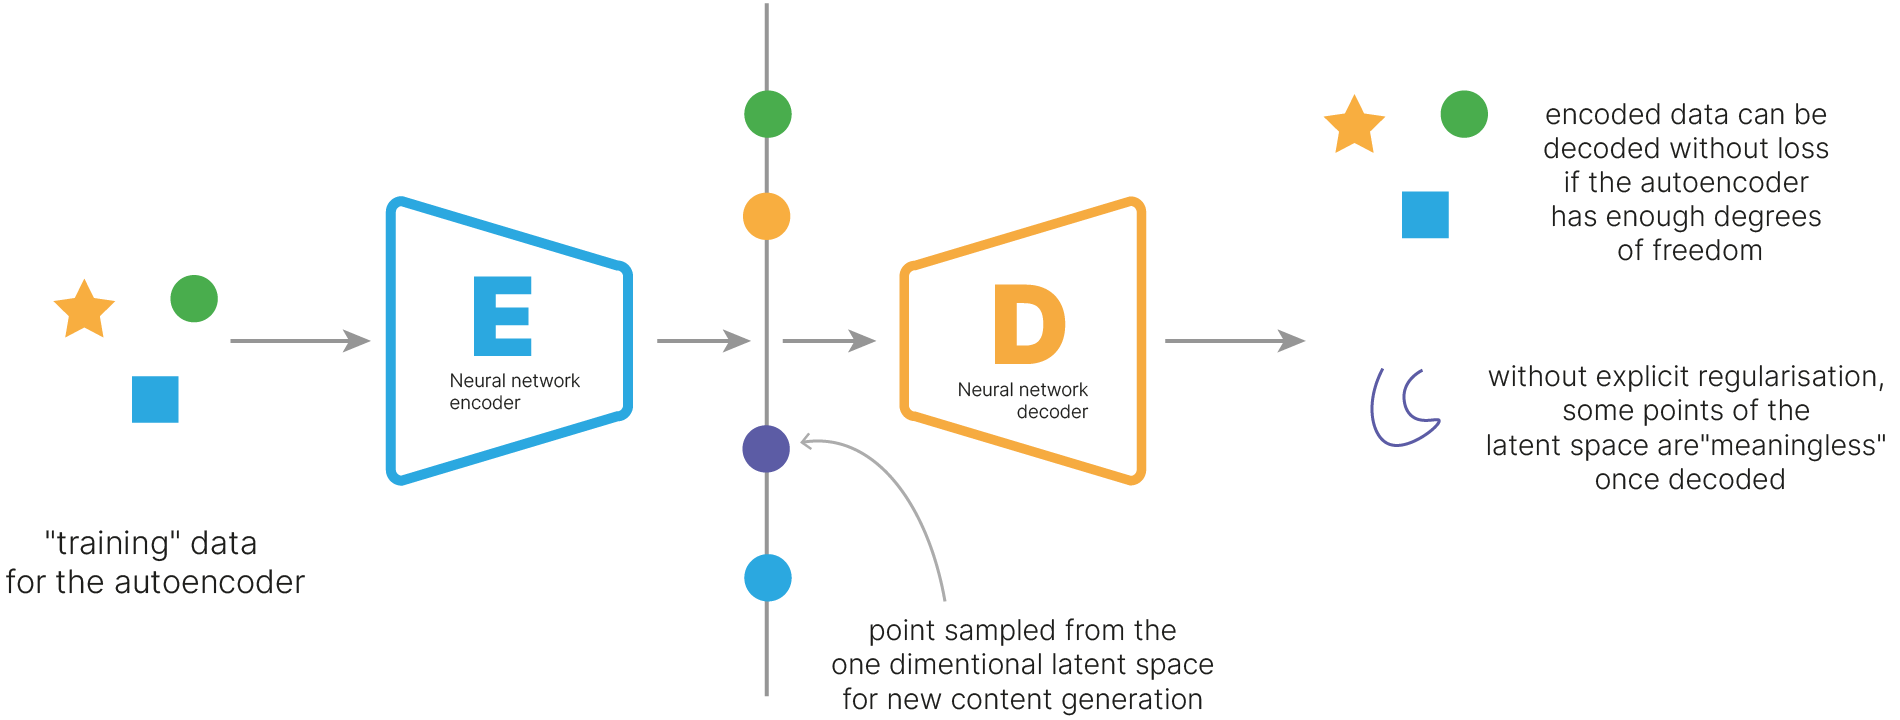 "training" data
for the autoencoder
E
Neural network
encoder
D
Neural network
decoder
point sampled from the
one dimentional latent space
for new content generation
encoded data can be
decoded without loss
if the autoencoder
has enough degrees
of freedom
without explicit regularisation,
some points of the
latent space are"meaningless"
once decoded